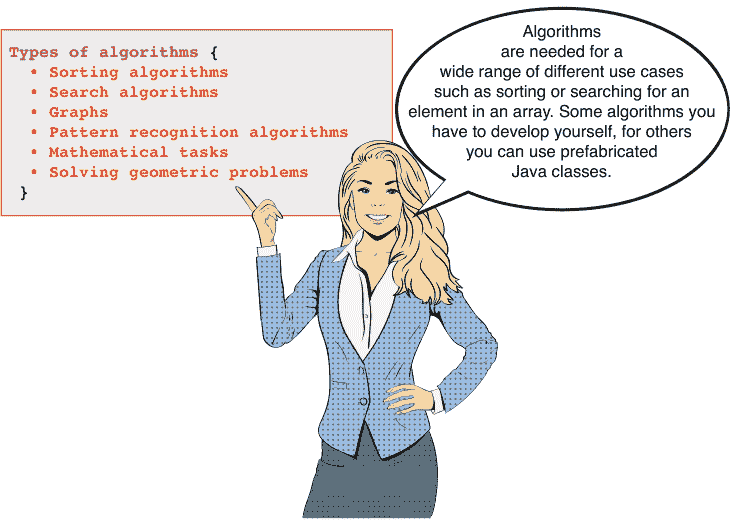 Types of algorithms {
• Sorting algorithms
• Search algorithms
• Graphs
• Pattern recognition algorithms
• Mathematical tasks
• Solving geometric problems
}
Algorithms
are needed for a
wide range of different use cases
such as sorting or searching for an
element in an array. Some algorithms you
have to develop yourself, for others
you can use prefabricated
Java classes.